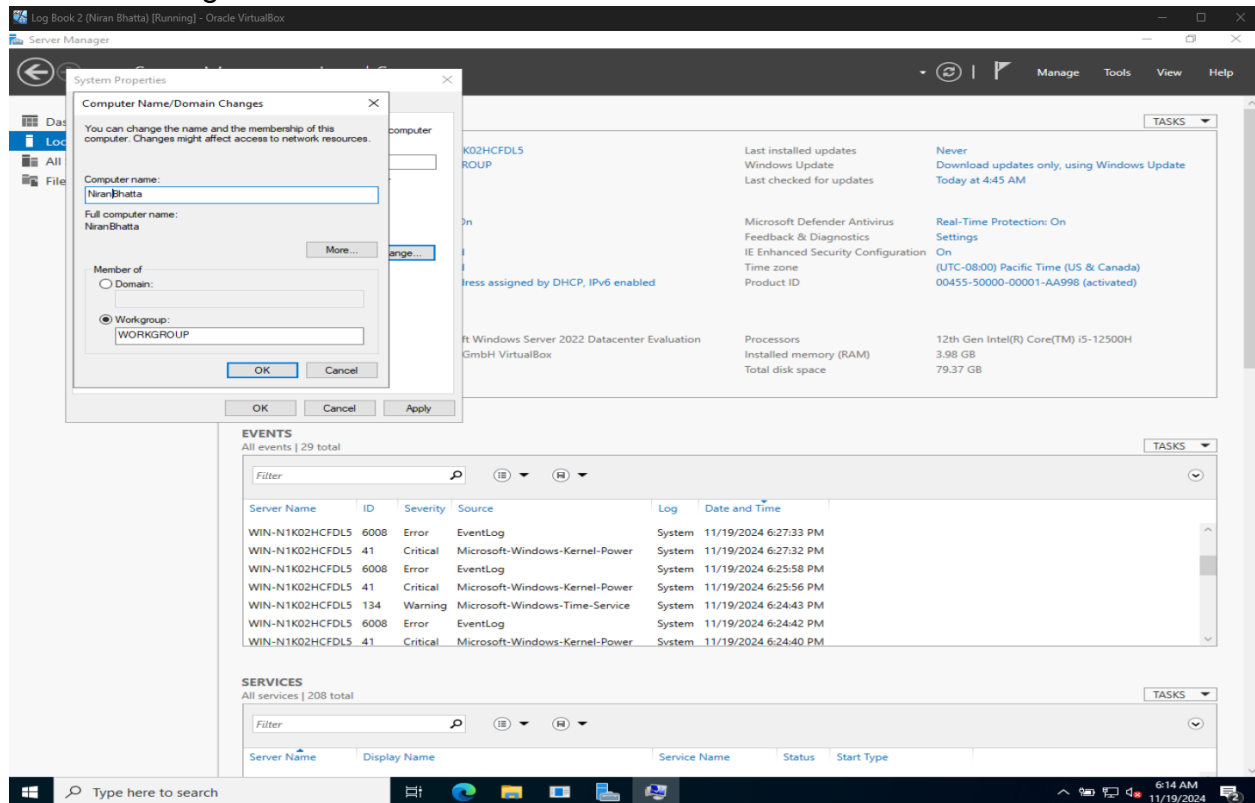 Log Book 2 (Niran Bhatta) [Running] - Oracle VirtualBox
Server Manager
Manage Tools View Help
System Properties
Computer Name/Domain Changes
You can change the name and the membership of this
computer. Changes might affect access to network resources.
Computer name:
NiranBhatta
Full computer name:
NiranBhatta
More...
Member of
Domain:
Workgroup:
WORKGROUP
OK Cancel
computer
ange...
OK Cancel Apply
Das
Loc
All
File
TASKS
K02HCFDL5 Last installed updates Never
ROUP Windows Update Download updates only, using Windows Update
Last checked for updates Today at 4:45 AM
On Microsoft Defender Antivirus Real-Time Protection: On
Feedback & Diagnostics Settings
IE Enhanced Security Configuration On
Time zone (UTC-08:00) Pacific Time (US & Canada)
dress assigned by DHCP, IPv6 enabled Product ID 00455-50000-00001-AA998 (activated)
ft Windows Server 2022 Datacenter Evaluation Processors 12th Gen Intel(R) Core(TM) i5-12500H
GmbH VirtualBox Installed memory (RAM) 3.98 GB
Total disk space 79.37 GB
EVENTS
All events | 29 total TASKS
Filter
Server Name ID Severity Source Log Date and Time
WIN-N1K02HCFDL5 6008 Error EventLog System 11/19/2024 6:27:33 PM
WIN-N1K02HCFDL5 41 Critical Microsoft-Windows-Kernel-Power System 11/19/2024 6:27:32 PM
WIN-N1K02HCFDL5 6008 Error EventLog System 11/19/2024 6:25:58 PM
WIN-N1K02HCFDL5 41 Critical Microsoft-Windows-Kernel-Power System 11/19/2024 6:25:56 PM
WIN-N1K02HCFDL5 134 Warning Microsoft-Windows-Time-Service System 11/19/2024 6:24:43 PM
WIN-N1K02HCFDL5 6008 Error EventLog System 11/19/2024 6:24:42 PM
WIN-N1K02HCFDL5 41 Critical Microsoft-Windows-Kernel-Power System 11/19/2024 6:24:40 PM
SERVICES
All services | 208 total TASKS
Filter
Server Name Display Name Service Name Status Start Type
Type here to search
6:14 AM
11/19/2024
2